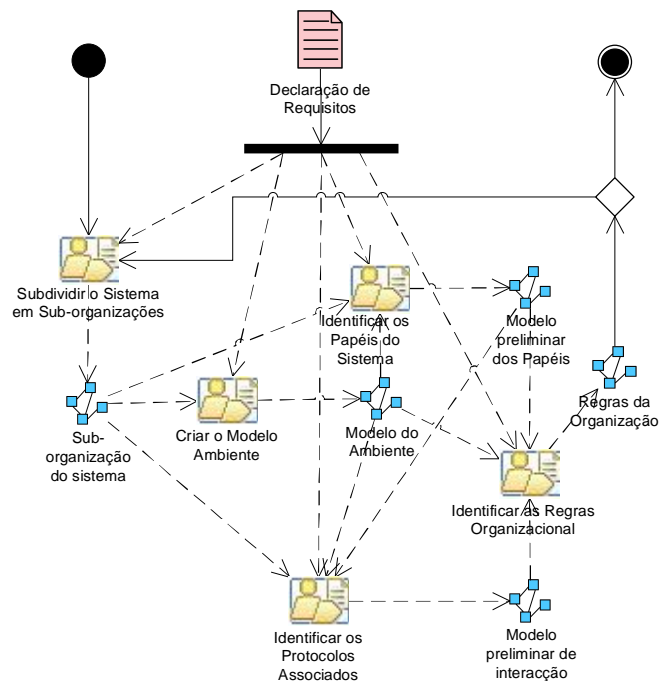 Declaração de
Requisitos
Subdividir o Sistema
em Sub-organizações
Identificar os
Papéis do
Sistema
Modelo
preliminar
dos Papéis
Sub-
organização
do sistema
Criar o Modelo
Ambiente
Modelo do
Ambiente
Regras da
Organização
Identificar as Regras
Organizacional
Identificar os
Protocolos
Associados
Modelo
preliminar de
interacção